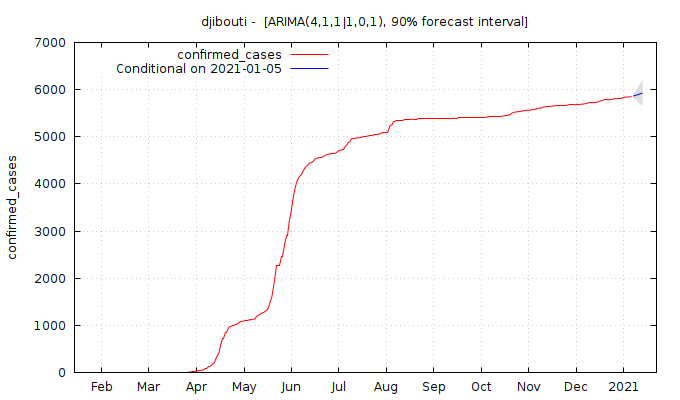 djibouti -  [ARIMA(4,1,1|1,0,1), 90% forecast interval]
confirmed_cases
Conditional on 2021-01-05
confirmed_cases
7000
6000
5000
4000
3000
2000
1000
0
Feb Mar Apr May Jun Jul Aug Sep Oct Nov Dec 2021